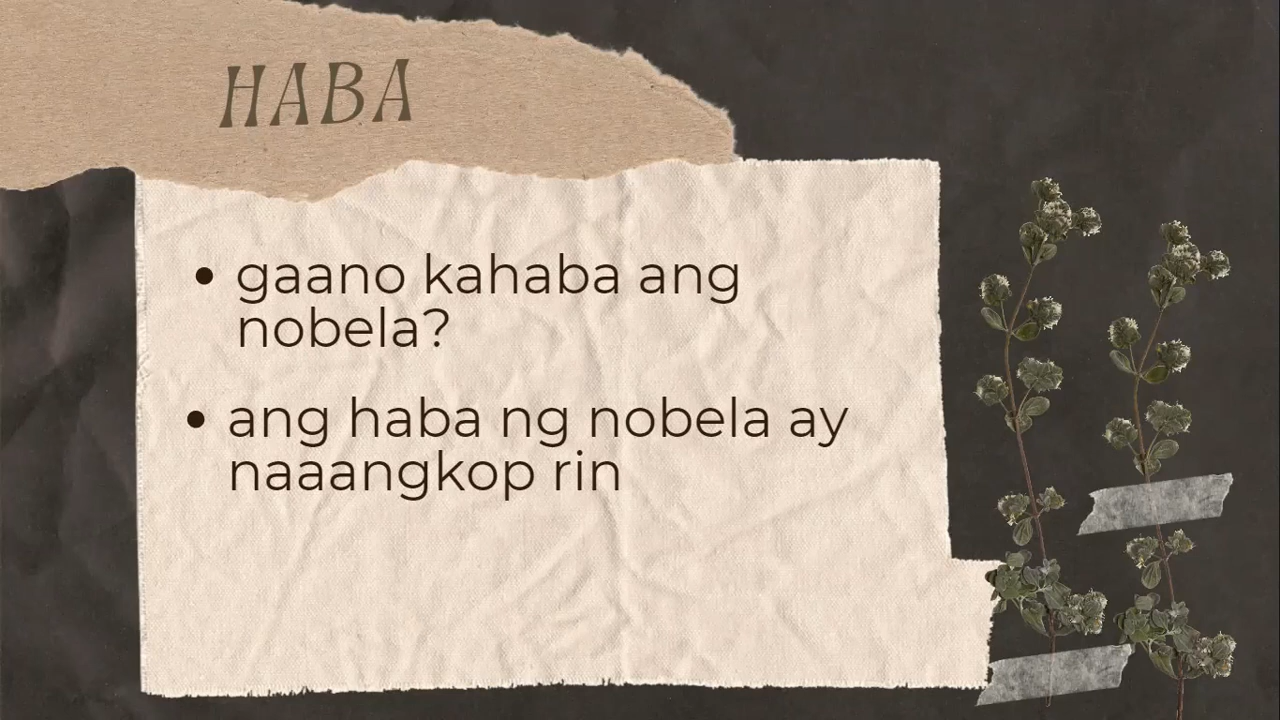 HABA
• gaano kahaba ang
nobela?
• ang haba ng nobela ay
naaangkop rin